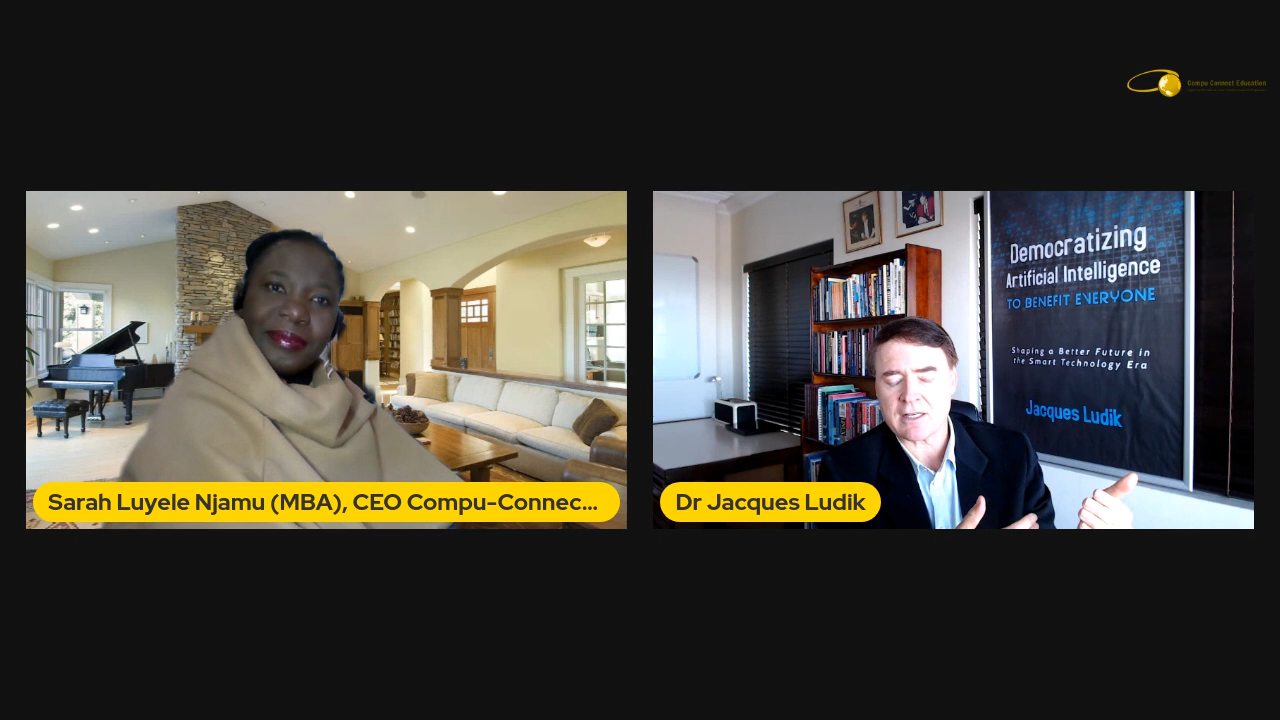 Compu Connect Education
Democratizing
Artificial Intelligence
TO BENEFIT EVERYONE
Shaping a Better Future in
the Smart Technology Era
Jacques Ludik
Sarah Luyele Njamu (MBA), CEO Compu-Connec...
Dr Jacques Ludik